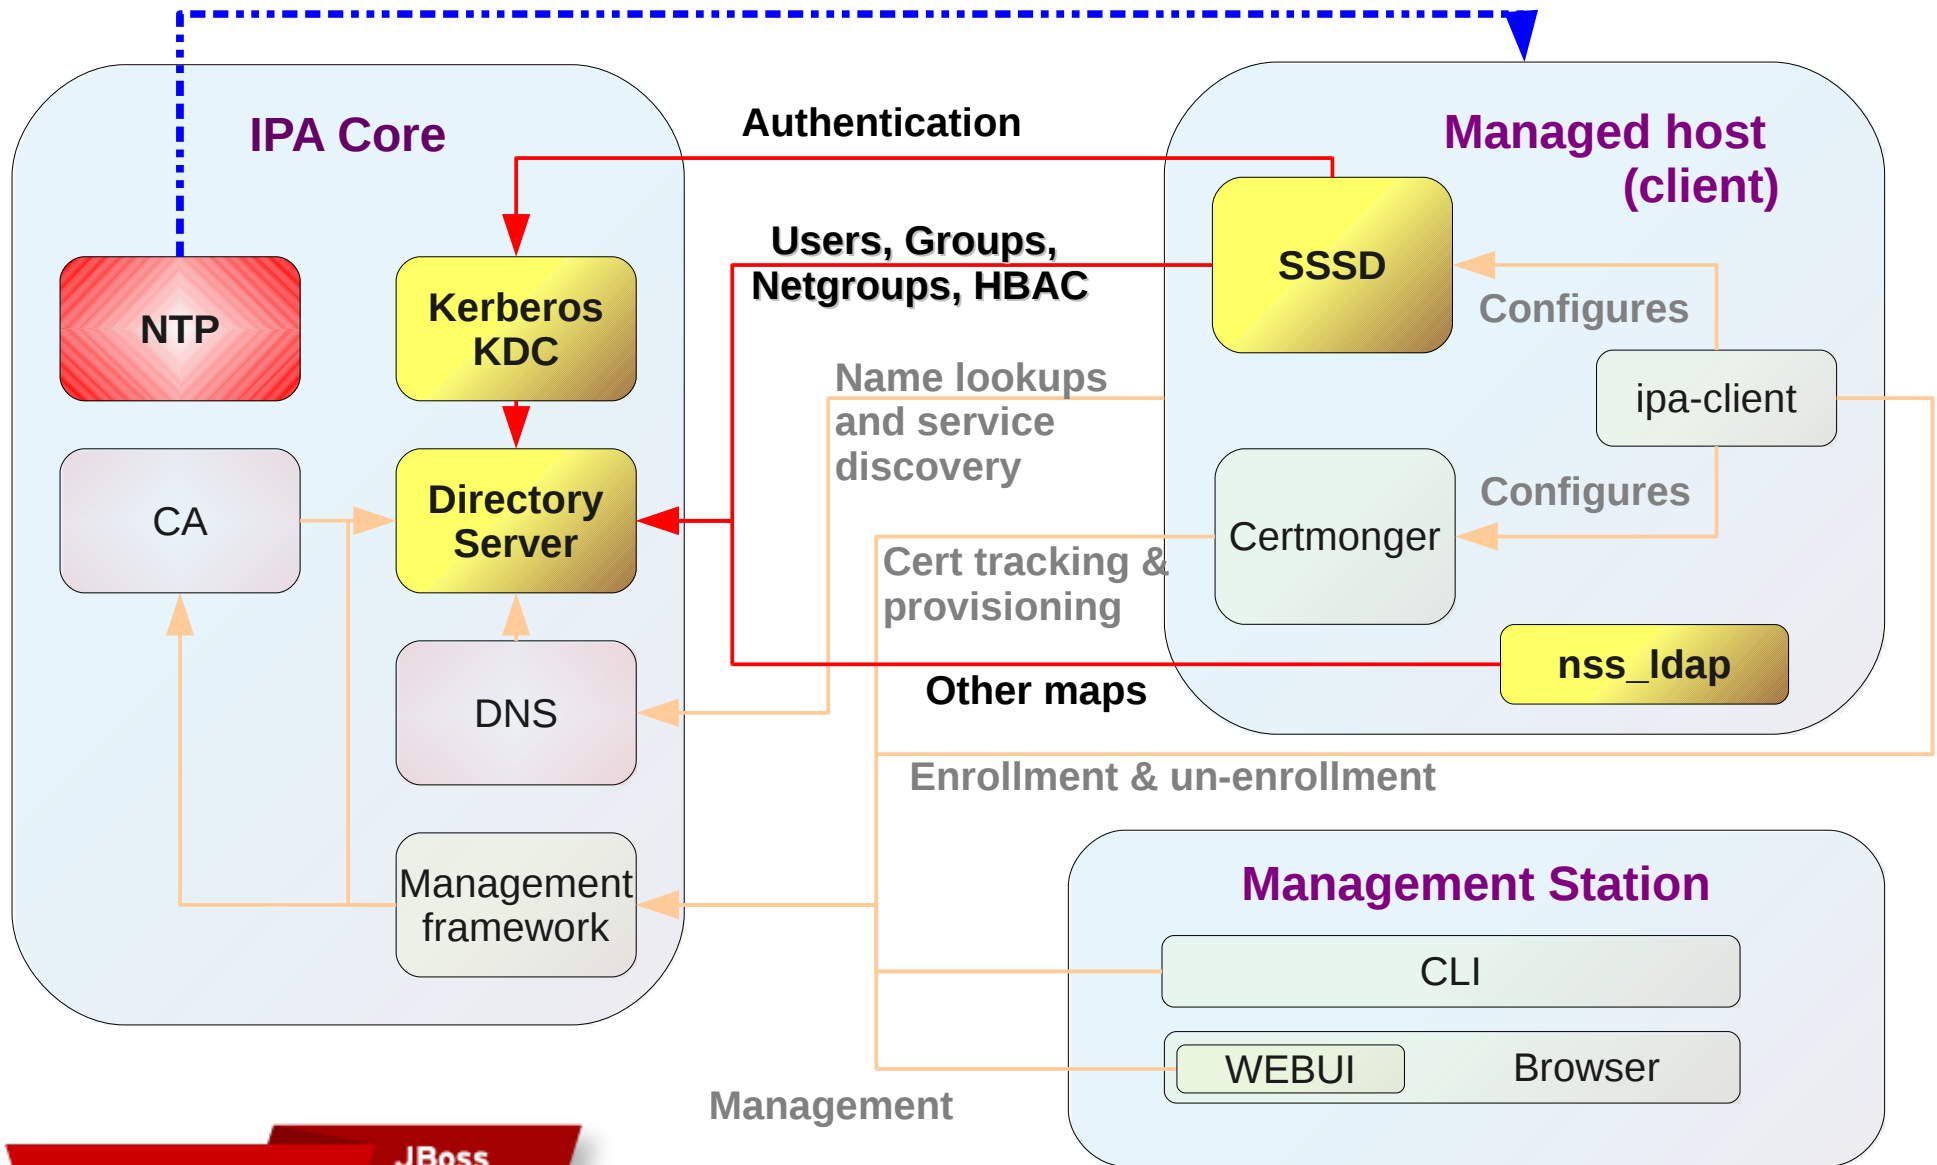 IPA Core
Authentication
Managed host
(client)
Users, Groups,
Netgroups, HBAC
SSSD
NTP
Kerberos
KDC
Configures
Name lookups
and service
discovery
ipa-client
CA
Directory
Server
Configures
Certmonger
Cert tracking &
provisioning
nss_ldap
Other maps
DNS
Enrollment & un-enrollment
Management
framework
Management Station
CLI
WEBUI
Browser
Management
JBoss